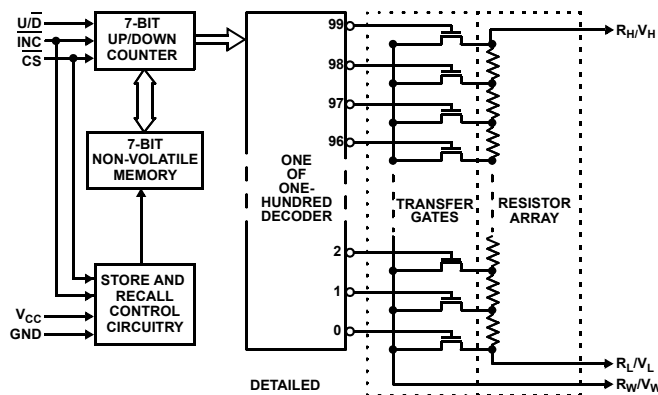 U/D̅
I̅N̅C̅
C̅S̅
7-BIT
UP/DOWN
COUNTER
7-BIT
NON-VOLATILE
MEMORY
STORE AND
RECALL
CONTROL
CIRCUITRY
VCC
GND
ONE
OF
ONE-
HUNDRED
DECODER
99
98
97
96
2
1
0
TRANSFER
GATES
RESISTOR
ARRAY
RH/VH
RL/VL
RW/VW
DETAILED